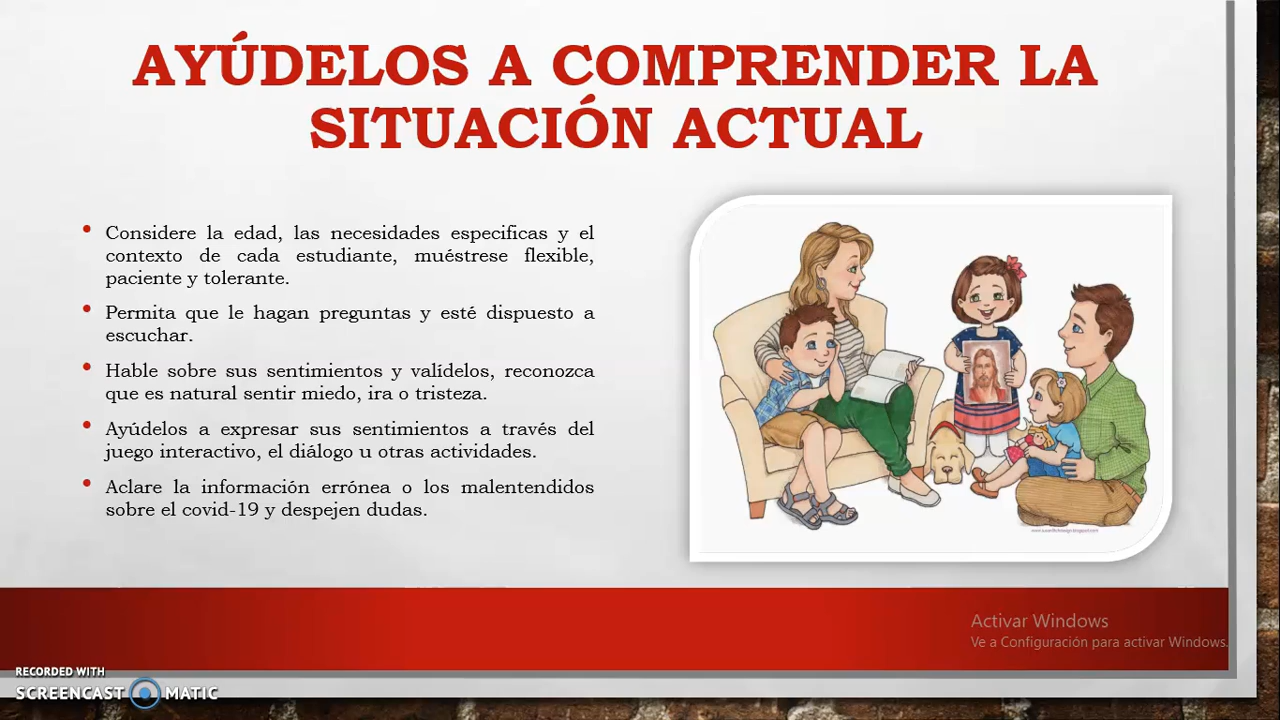 AYÚDELOS A COMPRENDER LA
SITUACIÓN ACTUAL
• Considere la edad, las necesidades especificas y el
contexto de cada estudiante, muéstrese flexible,
paciente y tolerante.
• Permita que le hagan preguntas y esté dispuesto a
escuchar.
• Hable sobre sus sentimientos y valídelos, reconozca
que es natural sentir miedo, ira o tristeza.
• Ayúdelos a expresar sus sentimientos a través del
juego interactivo, el diálogo u otras actividades.
• Aclare la información errónea o los malentendidos
sobre el covid-19 y despejen dudas.
Activar Windows
Ve a Configuración para activar Windows.
RECORDED WITH
SCREENCAST MATIC